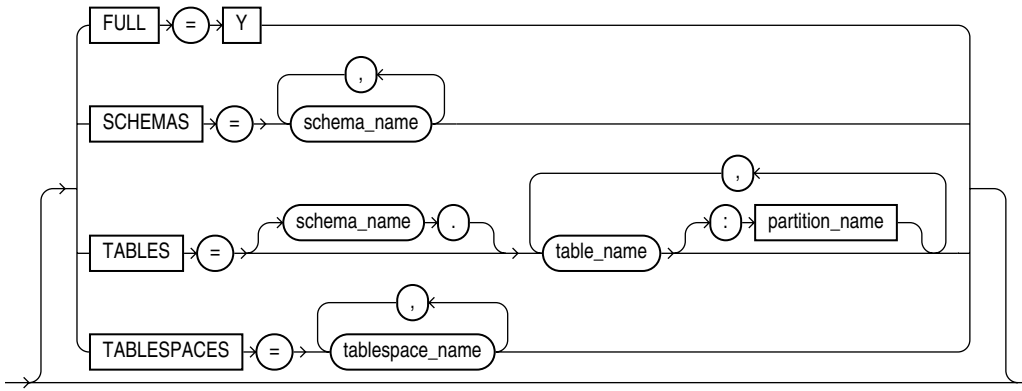 FULL = Y
,
SCHEMAS = schema_name
,
schema_name . : partition_name
TABLES = table_name
,
TABLESPACES = tablespace_name